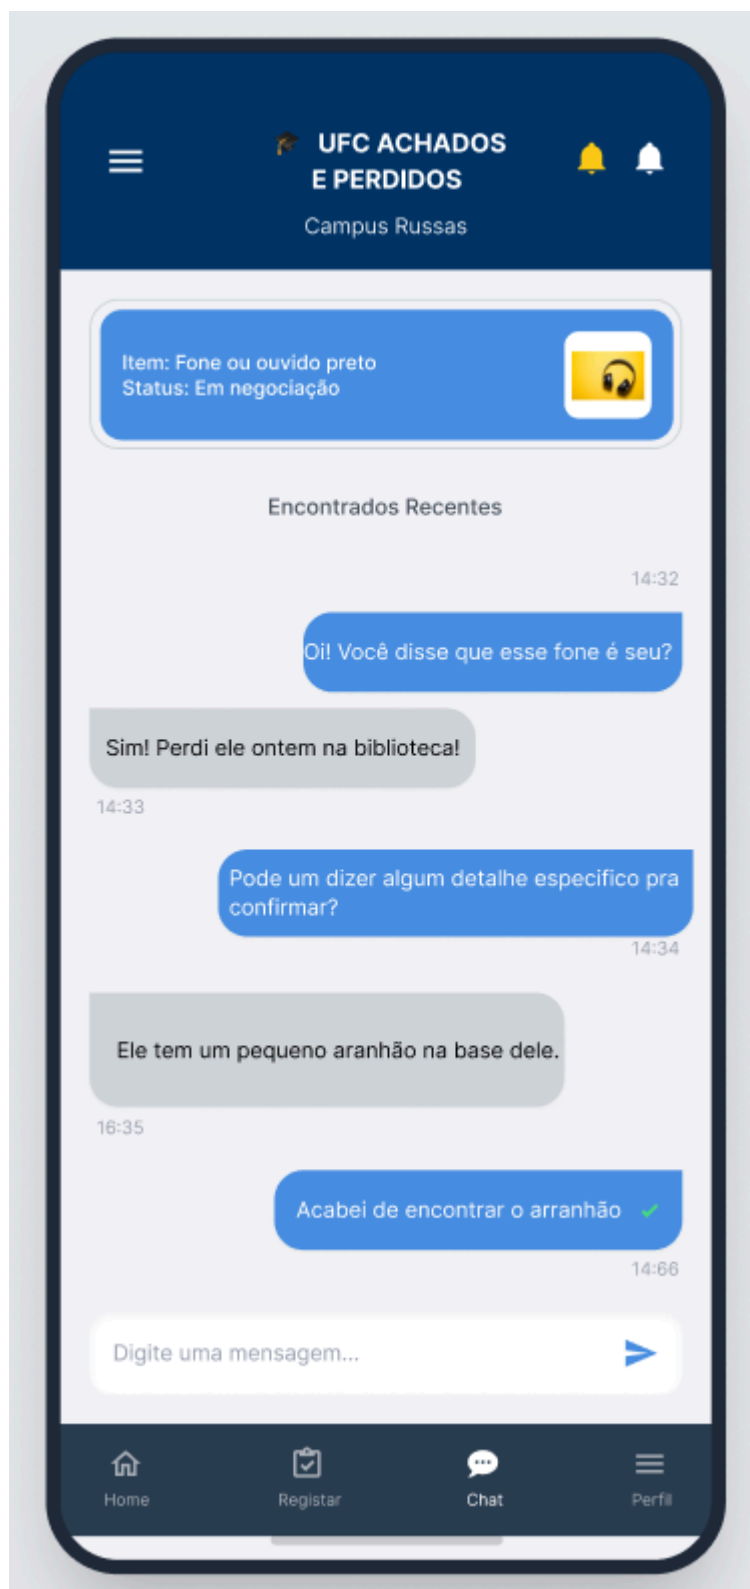 UFC ACHADOS
E PERDIDOS
Campus Russas
Item: Fone ou ouvido preto
Status: Em negociação
Encontrados Recentes
14:32
Oi! Você disse que esse fone é seu?
Sim! Perdi ele ontem na biblioteca!
14:33
Pode um dizer algum detalhe especifico pra
confirmar?
14:34
Ele tem um pequeno aranhão na base dele.
16:35
Acabei de encontrar o arranhão
14:66
Digite uma mensagem...
Home
Registar
Chat
Perfil